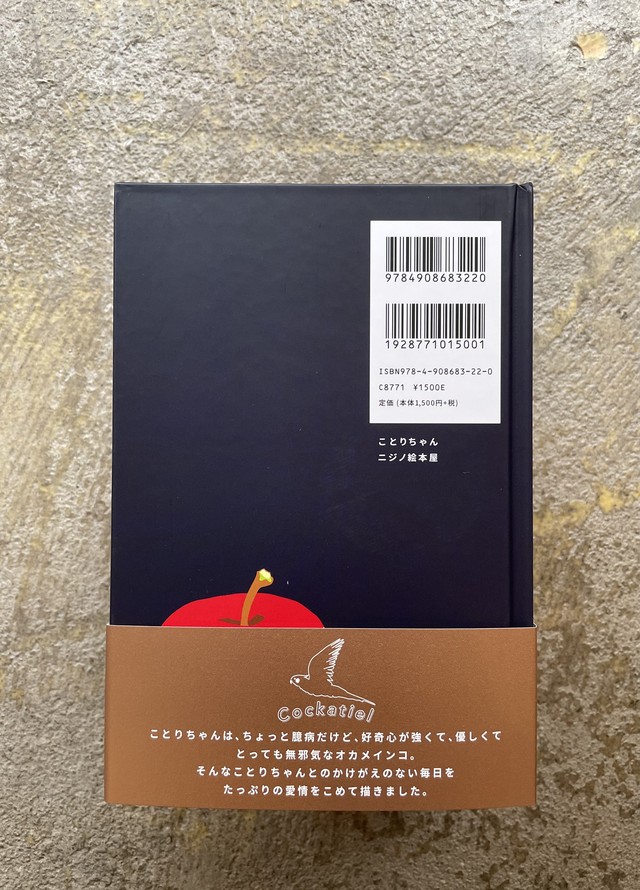 9784908683220
1928771015001
ISBN978-4-908683-22-0
C8771 ¥1500E
定価 (本体1,500円+税)
ことりちゃん
ニジノ絵本屋
Cockatiel
ことりちゃんは、ちょっと臆病だけど、好奇心が強くて、優しくて
とっても無邪気なオカメインコ。
そんなことりちゃんとのかけがえのない毎日を
たっぷりの愛情をこめて描きました。